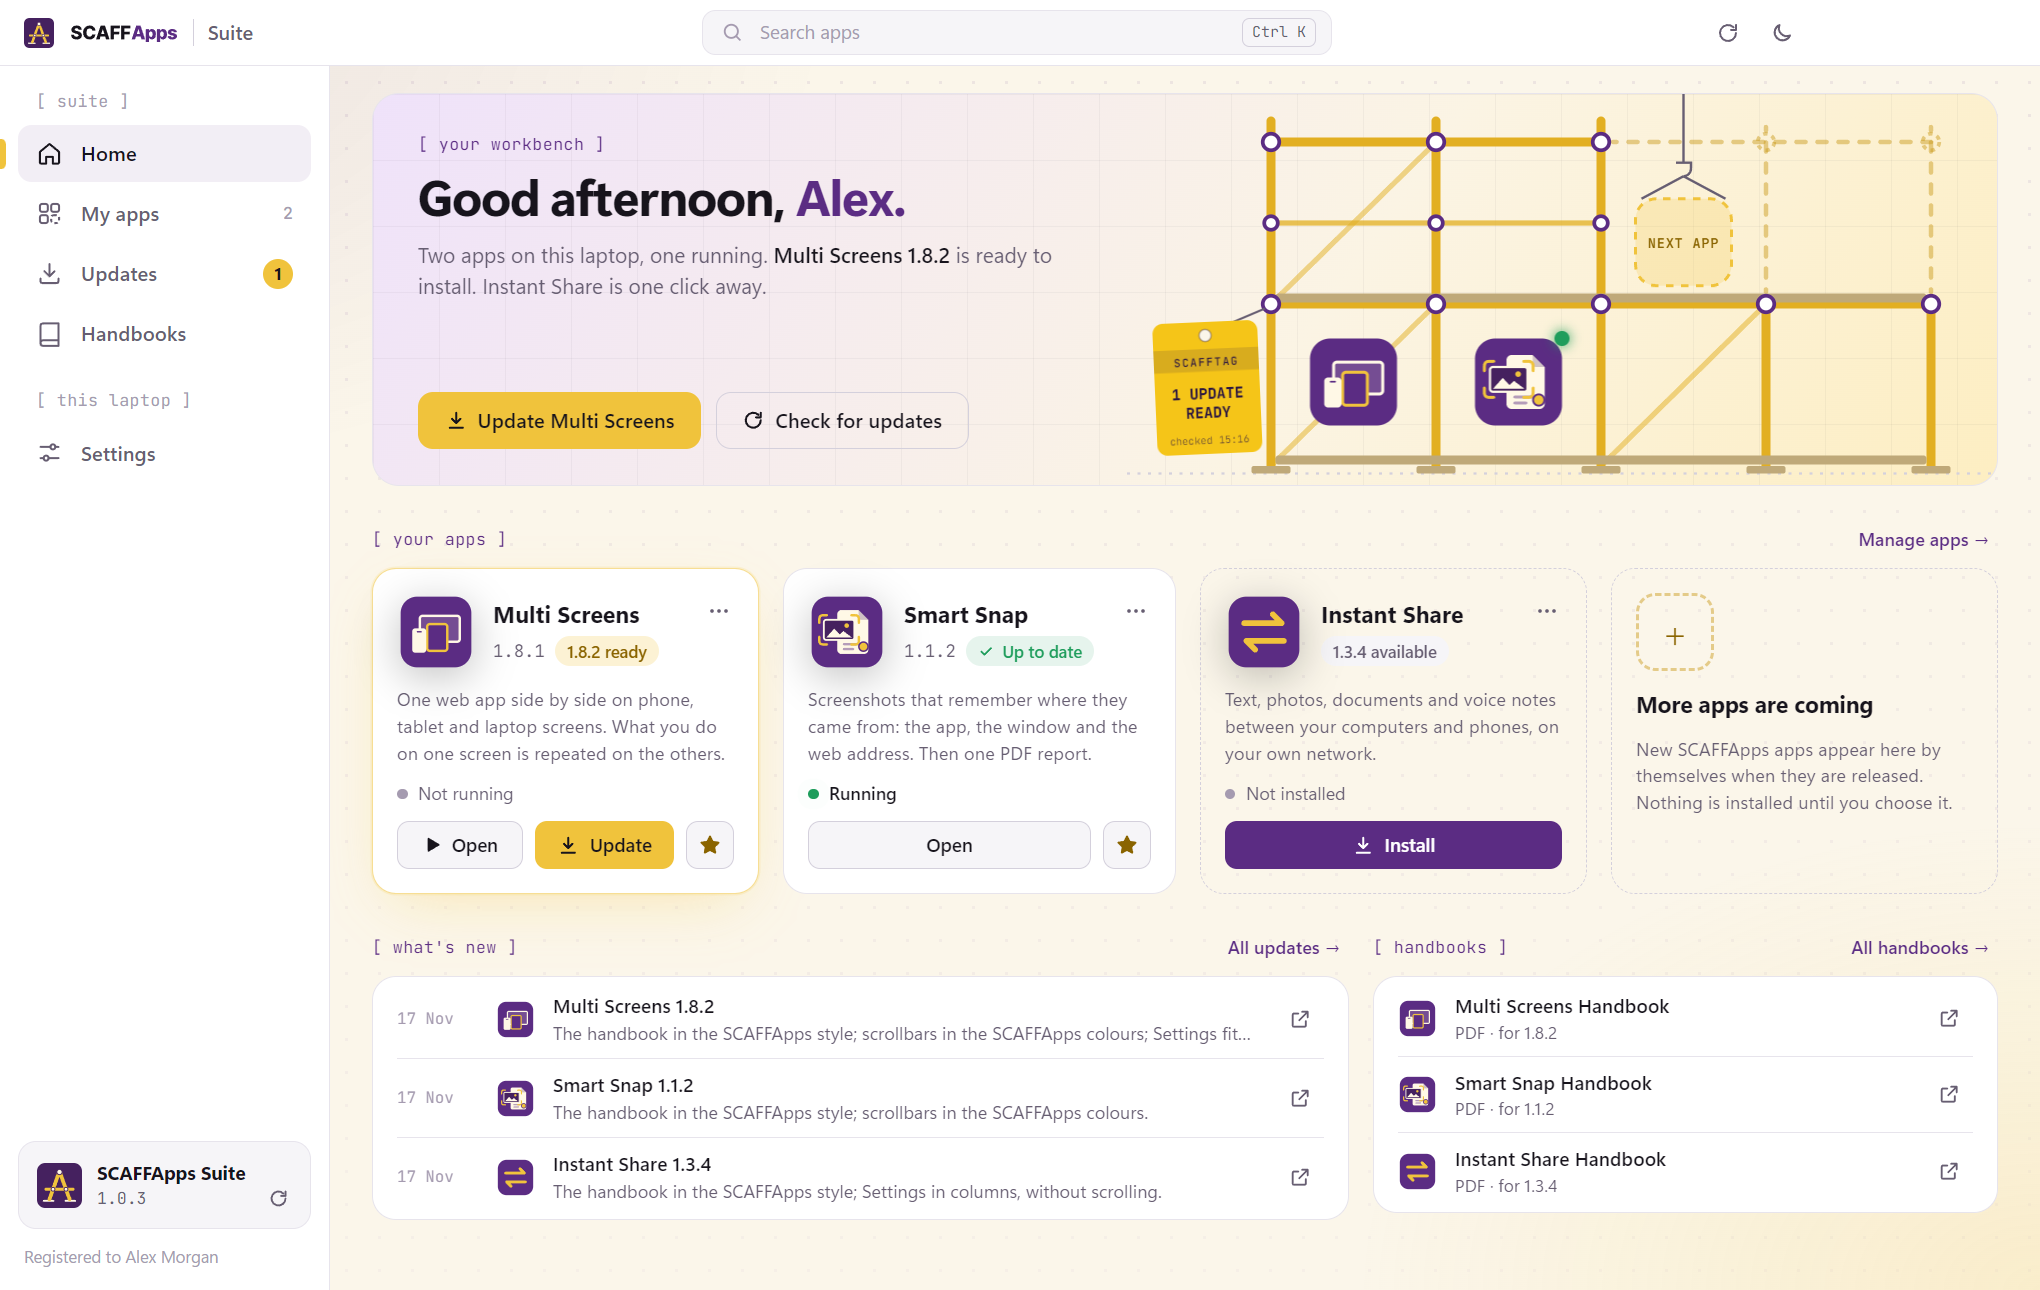 SCAFFApps Suite
Search apps
Ctrl K
[ suite ]
Home
My apps 2
Updates 1
Handbooks
[ this laptop ]
Settings
SCAFFApps Suite
1.0.3
Registered to Alex Morgan
[ your workbench ]
Good afternoon, Alex.
Two apps on this laptop, one running. Multi Screens 1.8.2 is ready to
install. Instant Share is one click away.
Update Multi Screens
Check for updates
NEXT APP
SCAFFTAG
1 UPDATE
READY
checked 15:16
[ your apps ]
Manage apps →
Multi Screens
1.8.1 1.8.2 ready
One web app side by side on phone,
tablet and laptop screens. What you do
on one screen is repeated on the others.
Not running
Open
Update
Smart Snap
1.1.2 Up to date
Screenshots that remember where they
came from: the app, the window and the
web address. Then one PDF report.
Running
Open
Instant Share
1.3.4 available
Text, photos, documents and voice notes
between your computers and phones, on
your own network.
Not installed
Install
More apps are coming
New SCAFFApps apps appear here by
themselves when they are released.
Nothing is installed until you choose it.
[ what's new ]
All updates →
17 Nov
Multi Screens 1.8.2
The handbook in the SCAFFApps style; scrollbars in the SCAFFApps colours; Settings fit...
17 Nov
Smart Snap 1.1.2
The handbook in the SCAFFApps style; scrollbars in the SCAFFApps colours.
17 Nov
Instant Share 1.3.4
The handbook in the SCAFFApps style; Settings in columns, without scrolling.
[ handbooks ]
All handbooks →
Multi Screens Handbook
PDF · for 1.8.2
Smart Snap Handbook
PDF · for 1.1.2
Instant Share Handbook
PDF · for 1.3.4